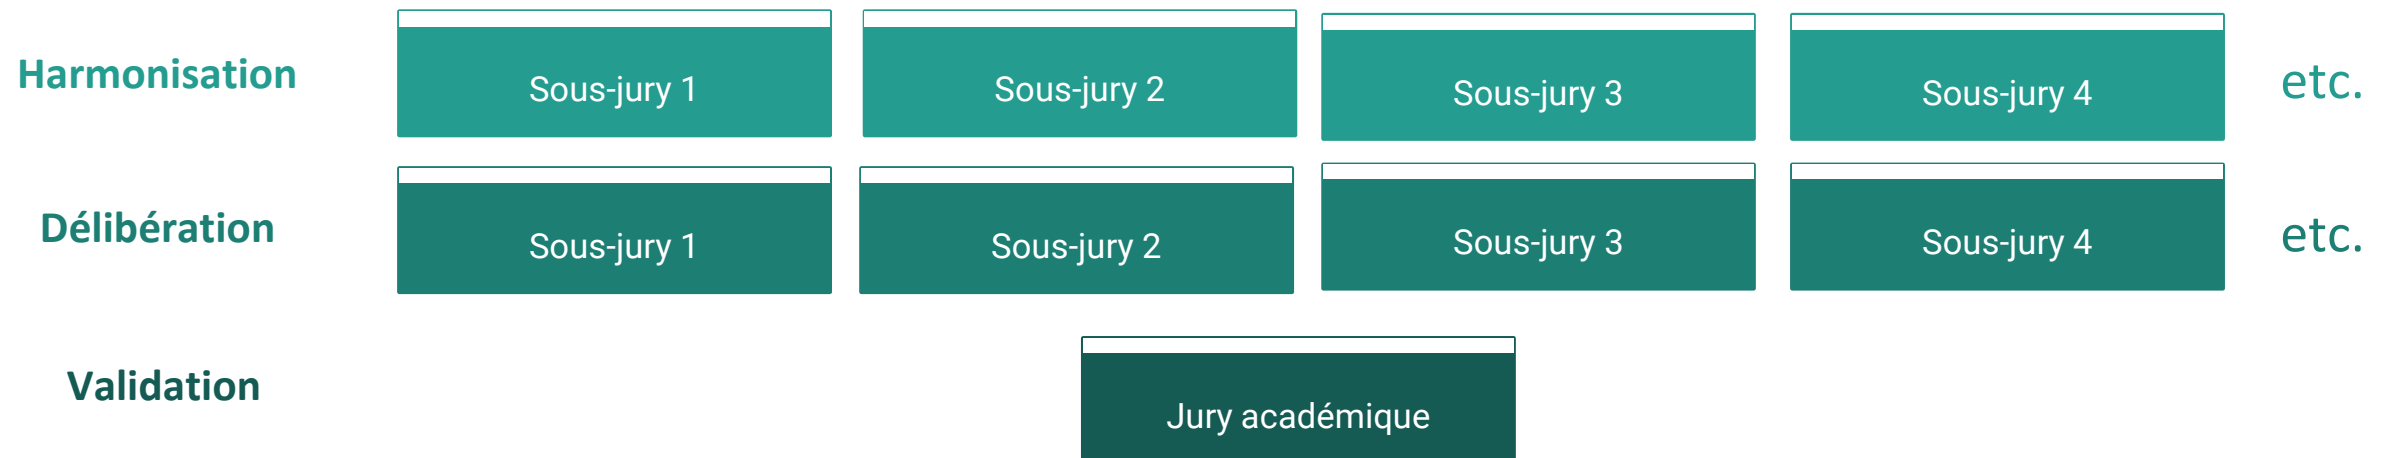 Harmonisation
Sous-jury 1
Sous-jury 2
Sous-jury 3
Sous-jury 4
etc.
Délibération
Sous-jury 1
Sous-jury 2
Sous-jury 3
Sous-jury 4
etc.
Validation
Jury académique